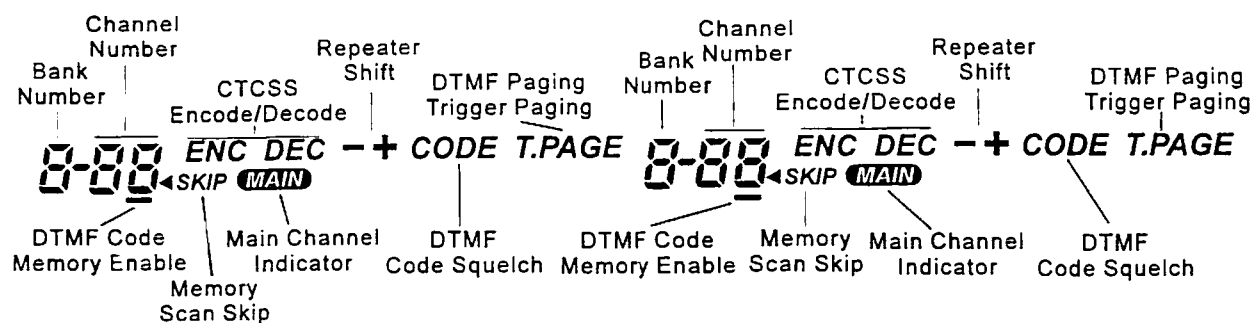 Channel
Number
Bank
Number
CTCSS
Encode/Decode
Repeater
Shift
DTMF Paging
Trigger Paging
8-88 ENC DEC -+ CODE T.PAGE
◄SKIP MAIN
DTMF Code
Memory Enable
Memory
Scan Skip
Main Channel
Indicator
DTMF
Code Squelch
Channel
Number
Bank
Number
CTCSS
Encode/Decode
Repeater
Shift
DTMF Paging
Trigger Paging
8-88 ENC DEC -+ CODE T.PAGE
◄SKIP MAIN
DTMF Code
Memory Enable
Memory
Scan Skip
Main Channel
Indicator
DTMF
Code Squelch